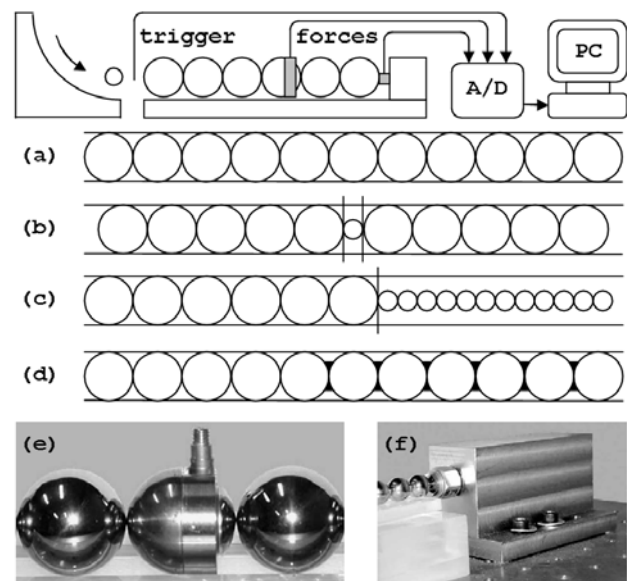 trigger forces
PC
A/D
(a)
(b)
(c)
(d)
(e) (f)